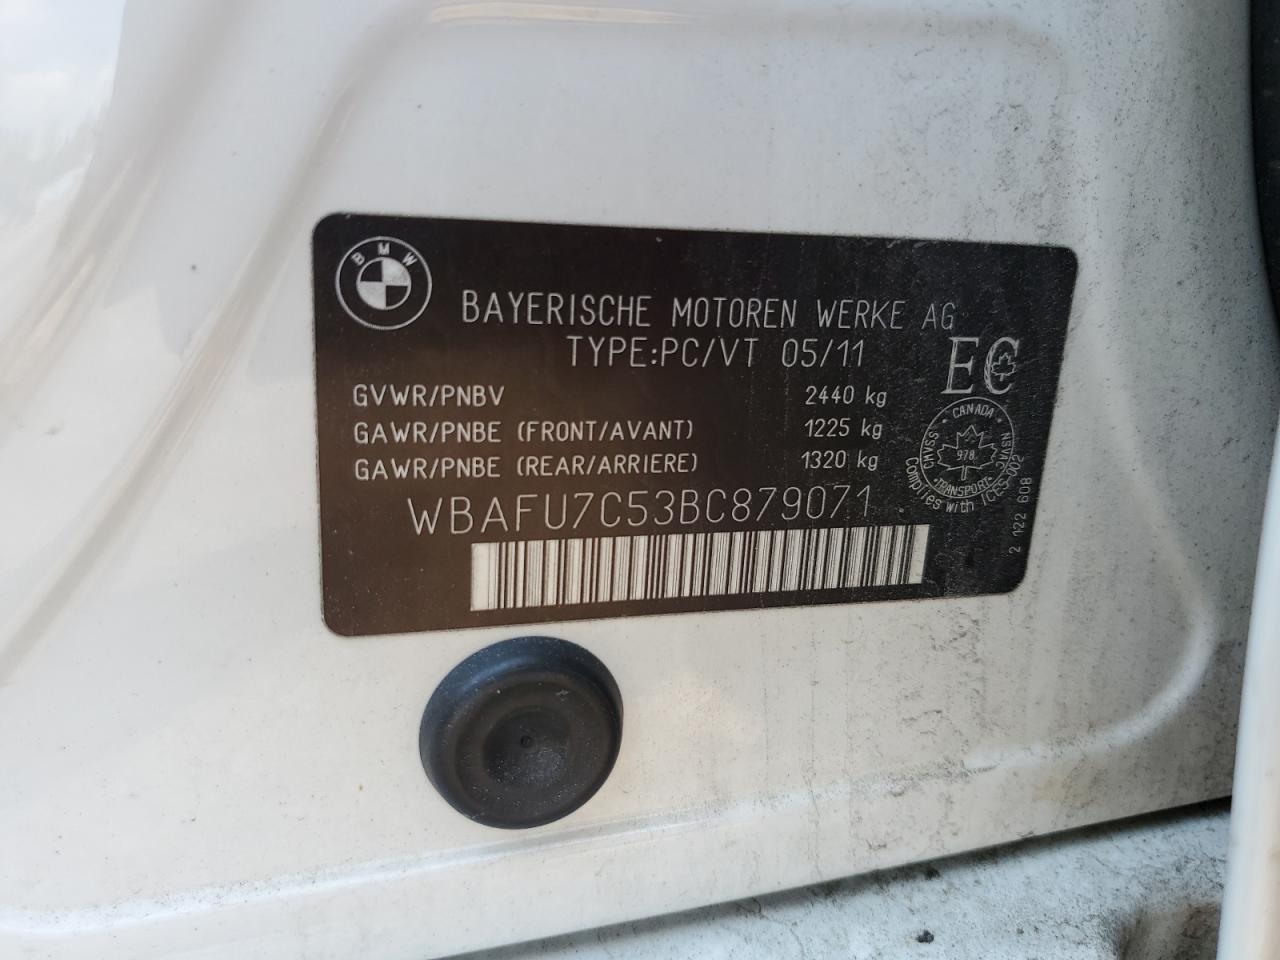 BMW
BAYERISCHE MOTOREN WERKE AG
TYPE:PC/VT 05/11
EC
GVWR/PNBV 2440 kg
GAWR/PNBE (FRONT/AVANT) 1225 kg
GAWR/PNBE (REAR/ARRIERE) 1320 kg
CANADA
CMVSS
NSVAC
978
TRANSPORT
Complies with ICES-002
WBAFU7C53BC879071
2 122 608